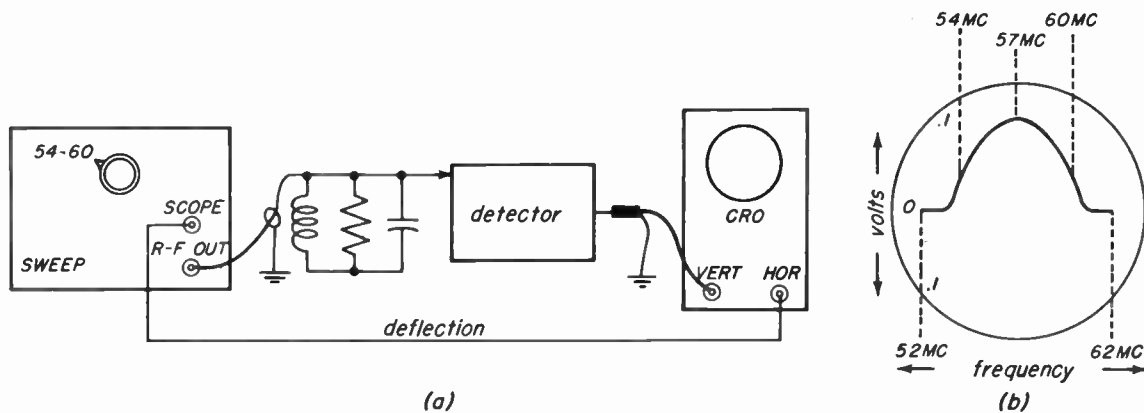 54-60
SCOPE
R-F OUT
SWEEP
detector
CRO
VERT HOR
deflection
(a)
54MC
60MC
57MC
.1
0
volts
.1
52MC
62MC
frequency
(b)